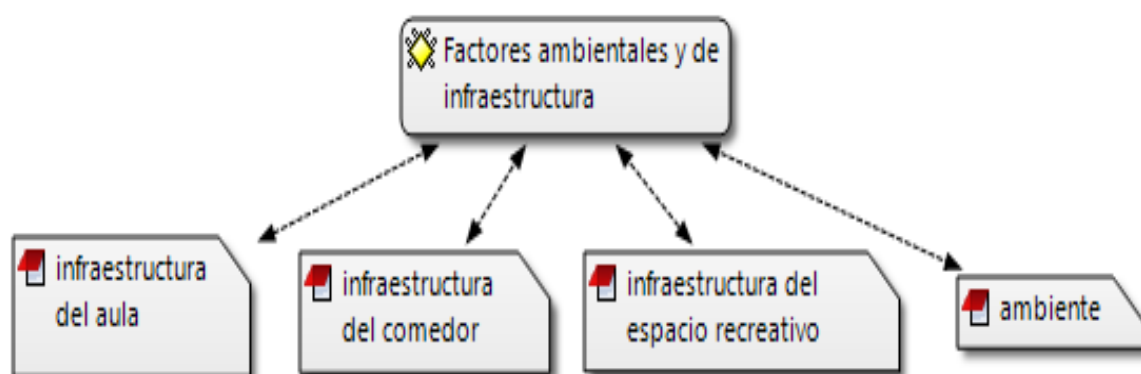 Factores ambientales y de
infraestructura
infraestructura
del aula
infraestructura
del comedor
infraestructura del
espacio recreativo
ambiente